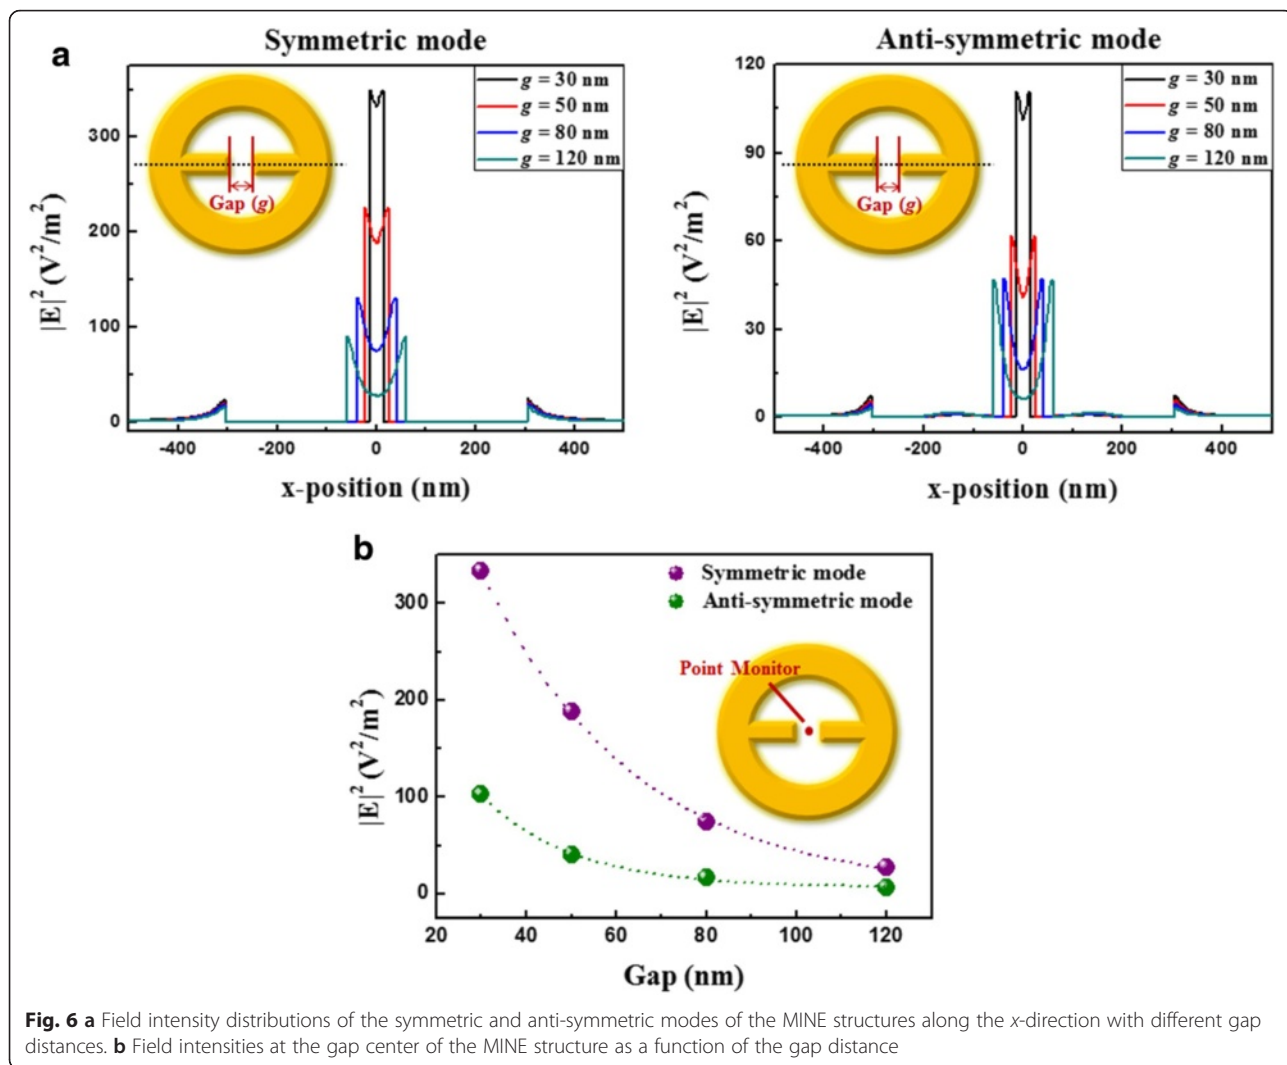 a
Symmetric mode
g = 30 nm
g = 50 nm
g = 80 nm
g = 120 nm
Gap (g)
|E|² (V²/m²)
300
200
100
0
-400 -200 0 200 400
x-position (nm)
Anti-symmetric mode
g = 30 nm
g = 50 nm
g = 80 nm
g = 120 nm
Gap (g)
|E|² (V²/m²)
120
90
60
30
0
-400 -200 0 200 400
x-position (nm)
b
Symmetric mode
Anti-symmetric mode
Point Monitor
|E|² (V²/m²)
300
200
100
0
20 40 60 80 100 120
Gap (nm)
Fig. 6 a Field intensity distributions of the symmetric and anti-symmetric modes of the MINE structures along the x-direction with different gap
distances. b Field intensities at the gap center of the MINE structure as a function of the gap distance